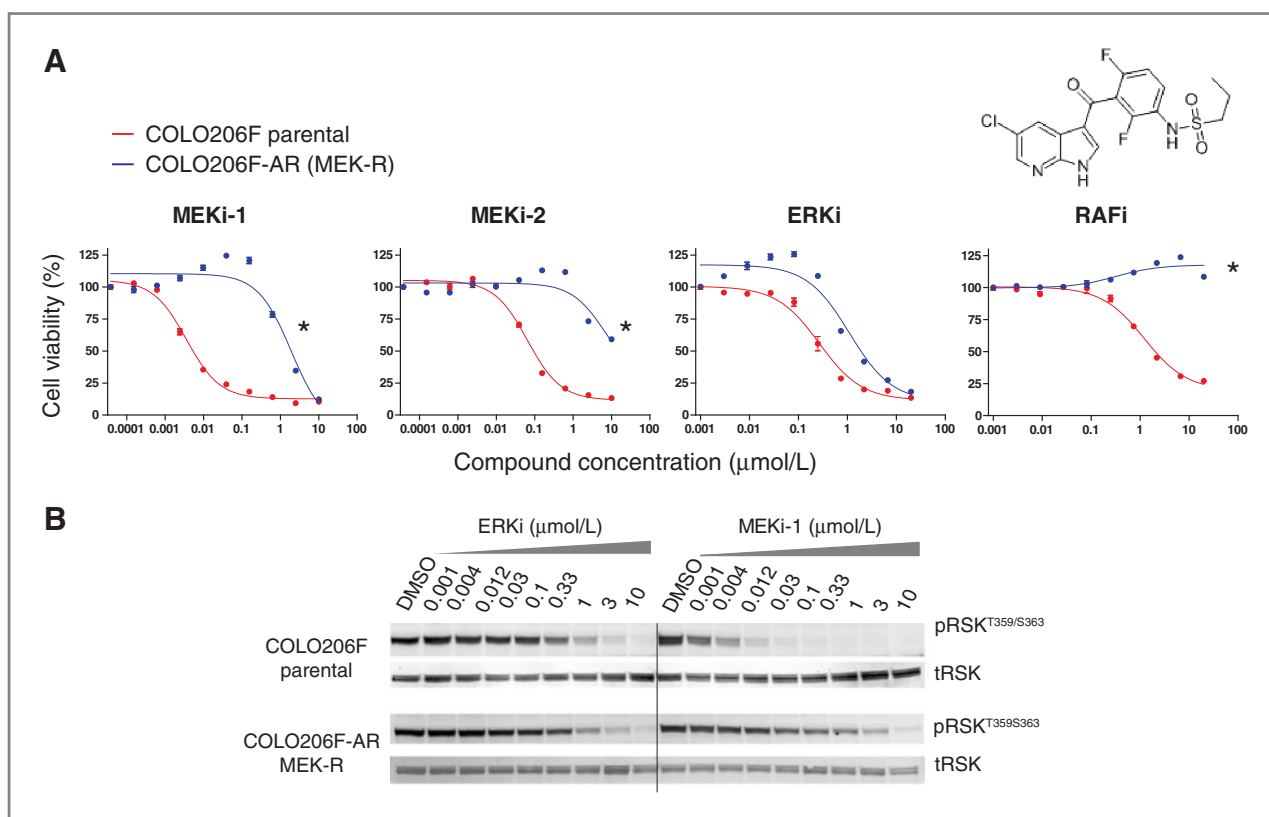 A
F
O
O
S
Cl
F
NH
O
N
N
H
COLO206F parental
COLO206F-AR (MEK-R)
MEKi-1 MEKi-2 ERKi RAFi
Cell viability (%)
125 125 125 125
100 100 100 100
75 75 75 75
50 50 50 50
25 25 25 25
0 0 0 0
* * *
0.0001 0.001 0.01 0.1 1 10 100
0.0001 0.001 0.01 0.1 1 10 100
0.001 0.01 0.1 1 10 100
0.001 0.01 0.1 1 10 100
Compound concentration (μmol/L)
B
ERKi (μmol/L) MEKi-1 (μmol/L)
DMSO 0.001 0.004 0.012 0.03 0.1 0.33 1 3 10 DMSO 0.001 0.004 0.012 0.03 0.1 0.33 1 3 10
COLO206F
parental
pRSK^T359/S363
tRSK
COLO206F-AR
MEK-R
pRSK^T359S363
tRSK